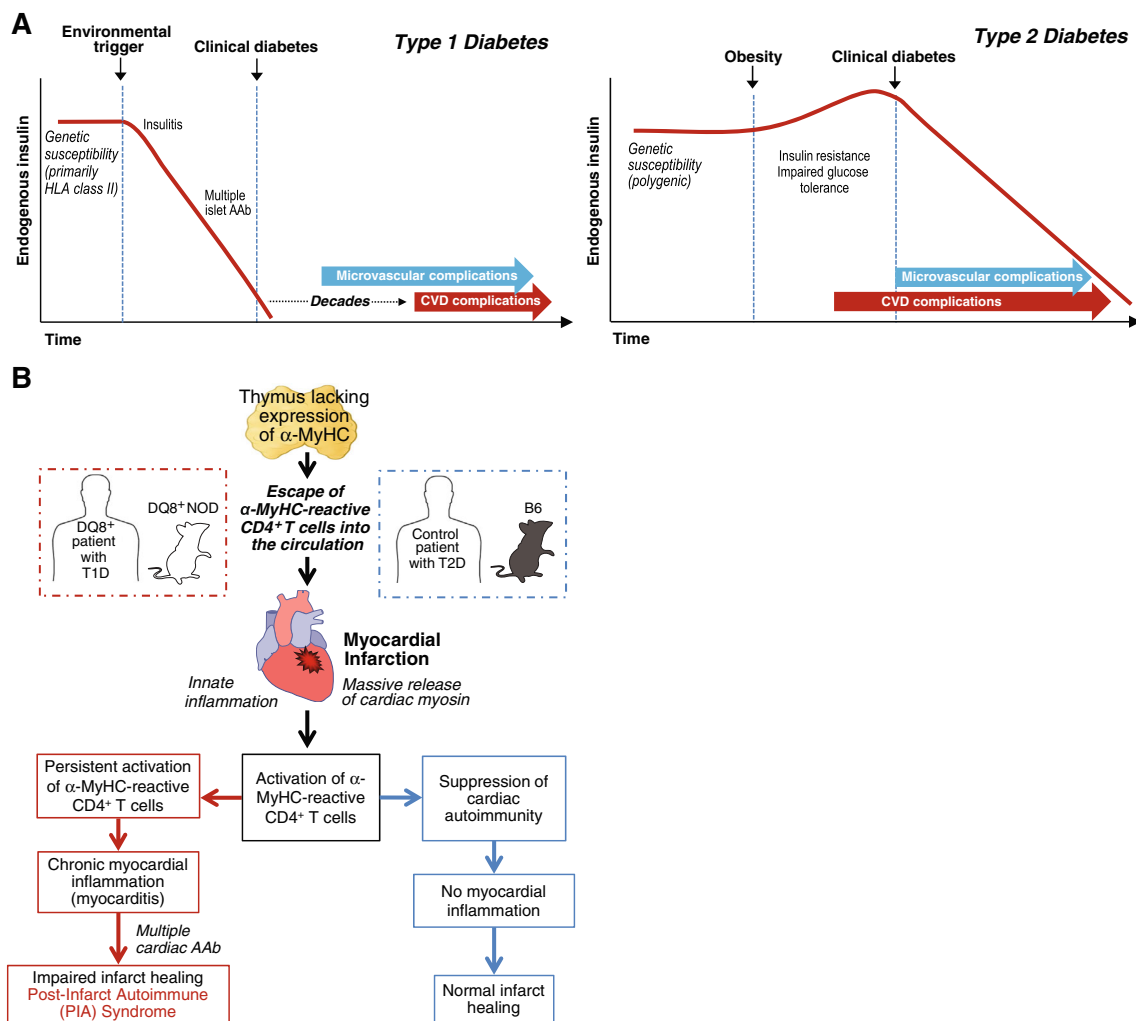 A
Environmental
trigger
Clinical diabetes
Type 1 Diabetes
Endogenous insulin
Genetic
susceptibility
(primarily
HLA class II)
Insulitis
Multiple
islet AAb
Microvascular complications
Decades
CVD complications
Time
Type 2 Diabetes
Obesity
Clinical diabetes
Endogenous insulin
Genetic
susceptibility
(polygenic)
Insulin resistance
Impaired glucose
tolerance
Microvascular complications
CVD complications
Time
B
Thymus lacking
expression
of α-MyHC
DQ8+
patient
with
T1D
DQ8+ NOD
Escape of
α-MyHC-reactive
CD4+ T cells into
the circulation
Control
patient
with T2D
B6
Myocardial
Infarction
Innate
inflammation
Massive release
of cardiac myosin
Persistent activation
of α-MyHC-reactive
CD4+ T cells
Activation of α-
MyHC-reactive
CD4+ T cells
Suppression of
cardiac
autoimmunity
Chronic myocardial
inflammation
(myocarditis)
No myocardial
inflammation
Multiple
cardiac AAb
Impaired infarct healing
Post-Infarct Autoimmune
(PIA) Syndrome
Normal infarct
healing